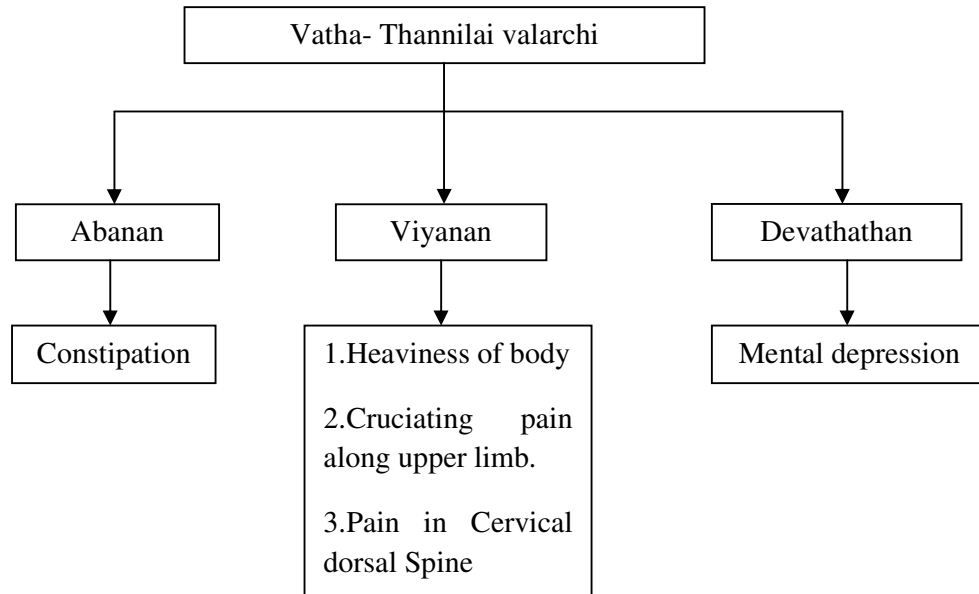 Vatha- Thannilai valarchi
Abanan
Viyanan
Devathathan
Constipation
1.Heaviness of body
2.Cruciating pain
along upper limb.
3.Pain in Cervical
dorsal Spine
Mental depression